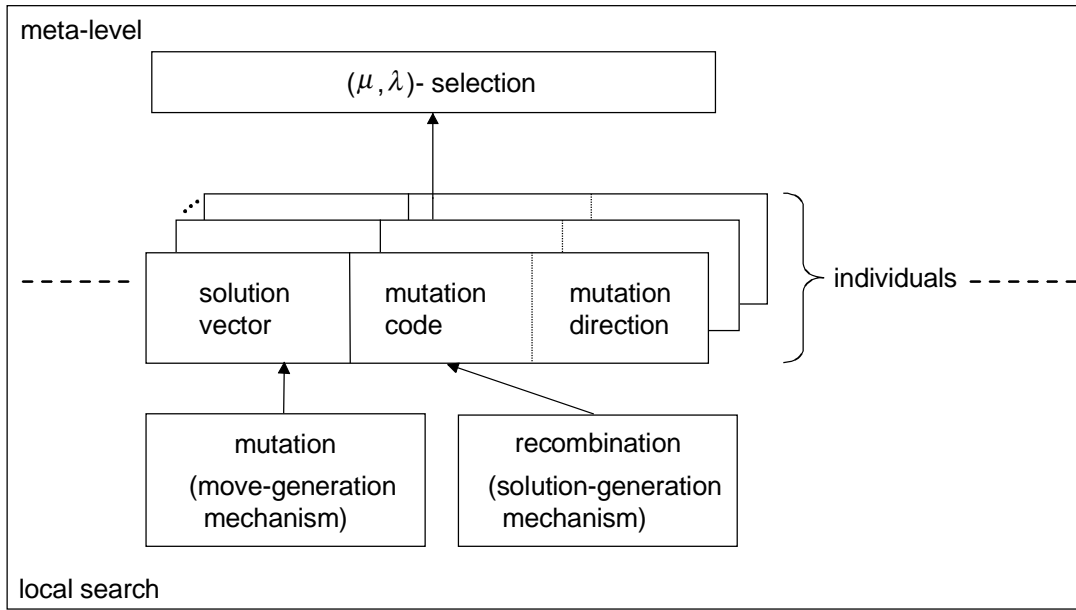 meta-level
(μ, λ)- selection
solution
vector
mutation
code
mutation
direction
individuals
mutation
(move-generation
mechanism)
recombination
(solution-generation
mechanism)
local search